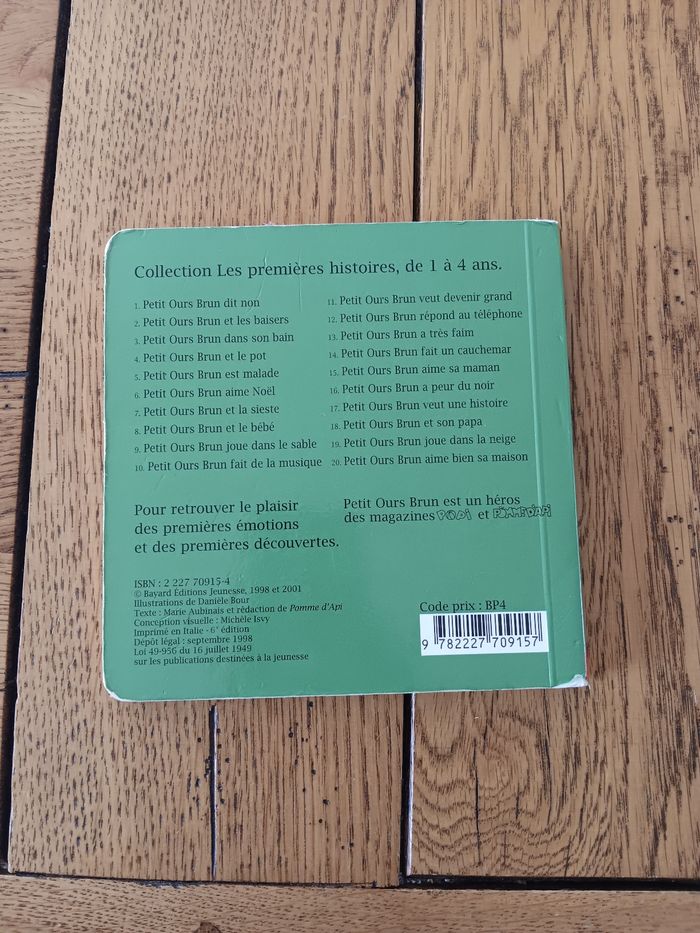 Collection Les premières histoires, de 1 à 4 ans.
1. Petit Ours Brun dit non
2. Petit Ours Brun et les baisers
3. Petit Ours Brun dans son bain
4. Petit Ours Brun et le pot
5. Petit Ours Brun est malade
6. Petit Ours Brun aime Noël
7. Petit Ours Brun et la sieste
8. Petit Ours Brun et le bébé
9. Petit Ours Brun joue dans le sable
10. Petit Ours Brun fait de la musique
11. Petit Ours Brun veut devenir grand
12. Petit Ours Brun répond au téléphone
13. Petit Ours Brun a très faim
14. Petit Ours Brun fait un cauchemar
15. Petit Ours Brun aime sa maman
16. Petit Ours Brun a peur du noir
17. Petit Ours Brun veut une histoire
18. Petit Ours Brun et son papa
19. Petit Ours Brun joue dans la neige
20. Petit Ours Brun aime bien sa maison
Pour retrouver le plaisir
des premières émotions
et des premières découvertes.
Petit Ours Brun est un héros
des magazines POPI et POMME D'API
ISBN : 2 227 70915-4
© Bayard Éditions Jeunesse, 1998 et 2001
Illustrations de Danièle Bour
Texte : Marie Aubinais et rédaction de Pomme d'Api
Conception visuelle : Michèle Isvy
Imprimé en Italie - 6e édition
Dépôt légal : septembre 1998
Loi 49-956 du 16 juillet 1949
sur les publications destinées à la jeunesse
Code prix : BP4
9 782227 709157